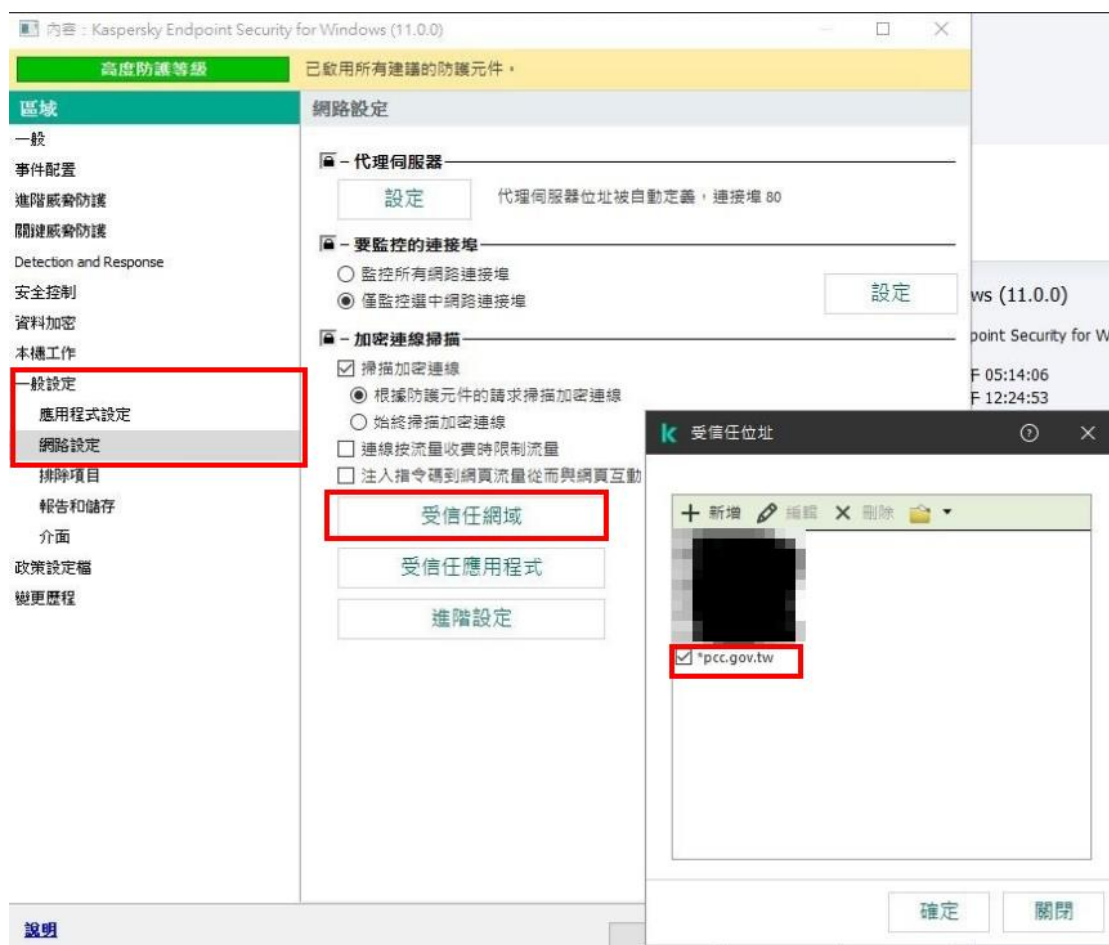 內容：Kaspersky Endpoint Security for Windows (11.0.0)
高度防護等級
已啟用所有建議的防護元件。
區域
一般
事件配置
進階威脅防護
關鍵威脅防護
Detection and Response
安全控制
資料加密
本機工作
一般設定
應用程式設定
網路設定
排除項目
報告和儲存
介面
政策設定檔
變更歷程
說明
網路設定
代理伺服器
設定
代理伺服器位址被自動定義，連接埠 80
要監控的連接埠
監控所有網路連接埠
僅監控選中網路連接埠
設定
加密連線掃描
掃描加密連線
根據防護元件的請求掃描加密連線
始終掃描加密連線
連線按流量收費時限制流量
注入指令碼到網頁流量從而與網頁互動
受信任網域
受信任應用程式
進階設定
ws (11.0.0)
point Security for W
05:14:06
12:24:53
受信任位址
新增 編輯 刪除
*pcc.gov.tw
確定
關閉